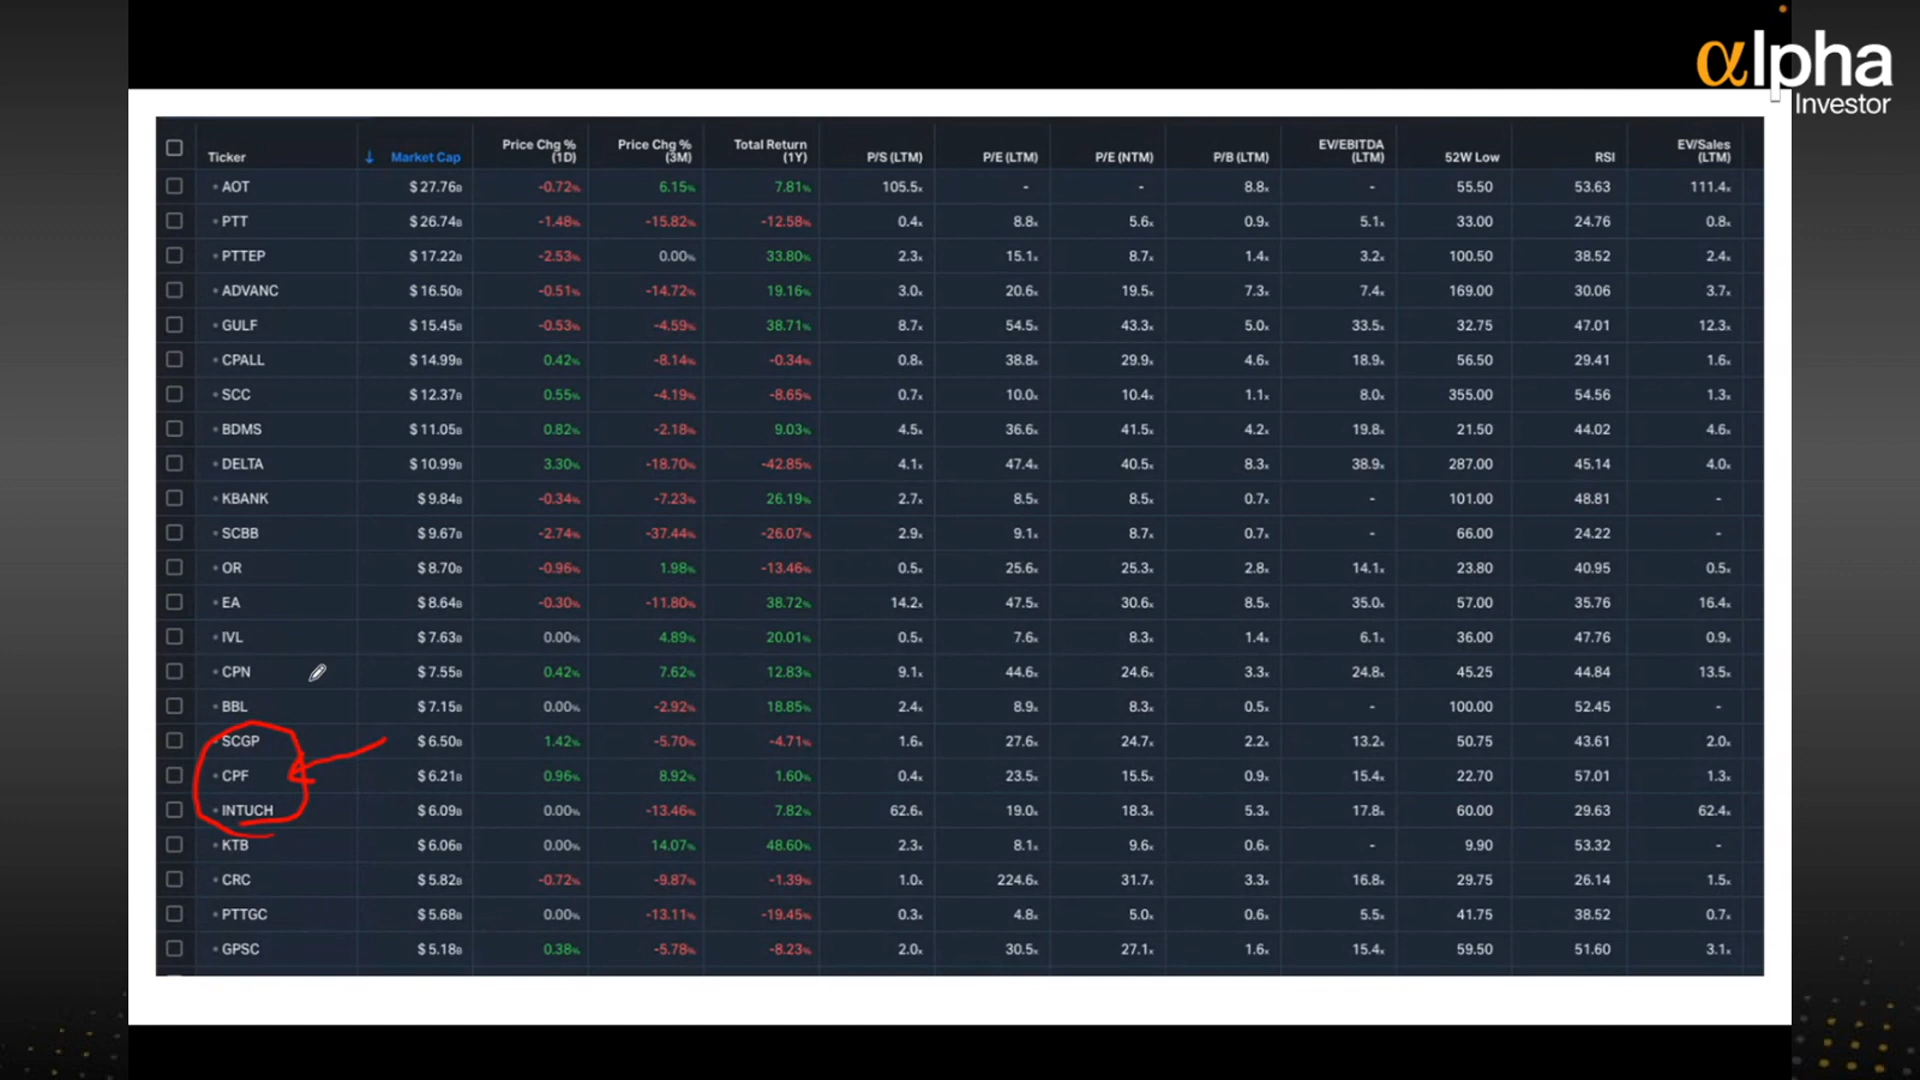 αlpha
Investor
Ticker ↓ Market Cap Price Chg % (1D) Price Chg % (3M) Total Return (1Y) P/S (LTM) P/E (LTM) P/E (NTM) P/B (LTM) EV/EBITDA (LTM) 52W Low RSI EV/Sales (LTM)
AOT $27.76B -0.72% 6.15% 7.81% 105.5x - - 8.8x - 55.50 53.63 111.4x
PTT $26.74B -1.48% -15.82% -12.58% 0.4x 8.8x 5.6x 0.9x 5.1x 33.00 24.76 0.8x
PTTEP $17.22B -2.53% 0.00% 33.80% 2.3x 15.1x 8.7x 1.4x 3.2x 100.50 38.52 2.4x
ADVANC $16.50B -0.51% -14.72% 19.16% 3.0x 20.6x 19.5x 7.3x 7.4x 169.00 30.06 3.7x
GULF $15.45B -0.53% -4.59% 38.71% 8.7x 54.5x 43.3x 5.0x 33.5x 32.75 47.01 12.3x
CPALL $14.99B 0.42% -8.14% -0.34% 0.8x 38.8x 29.9x 4.6x 18.9x 56.50 29.41 1.6x
SCC $12.37B 0.55% -4.19% -8.65% 0.7x 10.0x 10.4x 1.1x 8.0x 355.00 54.56 1.3x
BDMS $11.05B 0.82% -2.18% 9.03% 4.5x 36.6x 41.5x 4.2x 19.8x 21.50 44.02 4.6x
DELTA $10.99B 3.30% -18.70% -42.85% 4.1x 47.4x 40.5x 8.3x 38.9x 287.00 45.14 4.0x
KBANK $9.84B -0.34% -7.23% 26.19% 2.7x 8.5x 8.5x 0.7x - 101.00 48.81 -
SCBB $9.67B -2.74% -37.44% -26.07% 2.9x 9.1x 8.7x 0.7x - 66.00 24.22 -
OR $8.70B -0.96% 1.98% -13.46% 0.5x 25.6x 25.3x 2.8x 14.1x 23.80 40.95 0.5x
EA $8.64B -0.30% -11.80% 38.72% 14.2x 47.5x 30.6x 8.5x 35.0x 57.00 35.76 16.4x
IVL $7.63B 0.00% 4.89% 20.01% 0.5x 7.6x 8.3x 1.4x 6.1x 36.00 47.76 0.9x
CPN $7.55B 0.42% 7.62% 12.83% 9.1x 44.6x 24.6x 3.3x 24.8x 45.25 44.84 13.5x
BBL $7.15B 0.00% -2.92% 18.85% 2.4x 8.9x 8.3x 0.5x - 100.00 52.45 -
SCGP $6.50B 1.42% -5.70% -4.71% 1.6x 27.6x 24.7x 2.2x 13.2x 50.75 43.61 2.0x
CPF $6.21B 0.96% 8.92% 1.60% 0.4x 23.5x 15.5x 0.9x 15.4x 22.70 57.01 1.3x
INTUCH $6.09B 0.00% -13.46% 7.82% 62.6x 19.0x 18.3x 5.3x 17.8x 60.00 29.63 62.4x
KTB $6.06B 0.00% 14.07% 48.60% 2.3x 8.1x 9.6x 0.6x - 9.90 53.32 -
CRC $5.82B -0.72% -9.87% -1.39% 1.0x 224.6x 31.7x 3.3x 16.8x 29.75 26.14 1.5x
PTTGC $5.68B 0.00% -13.11% -19.45% 0.3x 4.8x 5.0x 0.6x 5.5x 41.75 38.52 0.7x
GPSC $5.18B 0.38% -5.78% -8.23% 2.0x 30.5x 27.1x 1.6x 15.4x 59.50 51.60 3.1x